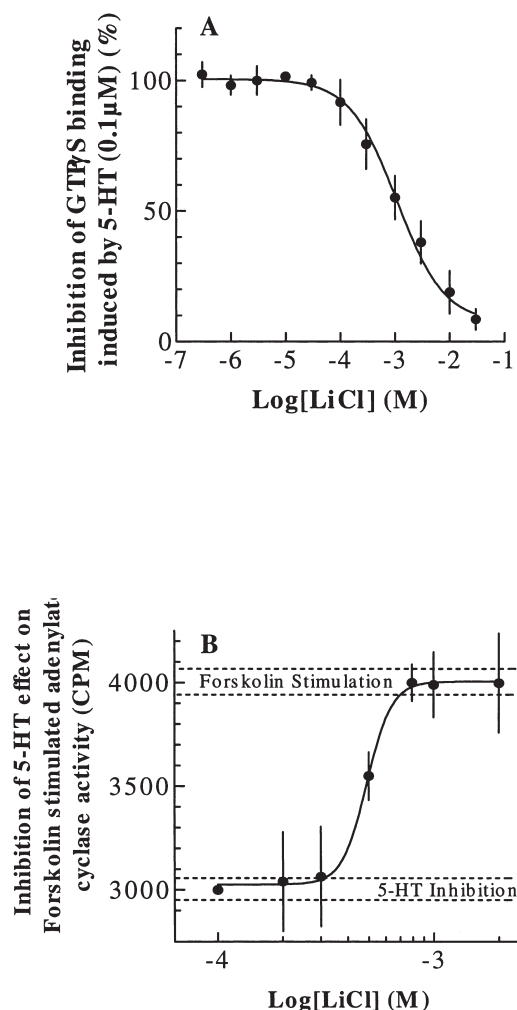 A
Inhibition of GTPγS binding
induced by 5-HT (0.1μM) (%)
100
50
0
-7 -6 -5 -4 -3 -2 -1
Log[LiCl] (M)
B
Inhibition of 5-HT effect on
Forskolin stimulated adenylat
cyclase activity (CPM)
4000
Forskolin Stimulation
3500
3000
5-HT Inhibition
-4 -3
Log[LiCl] (M)